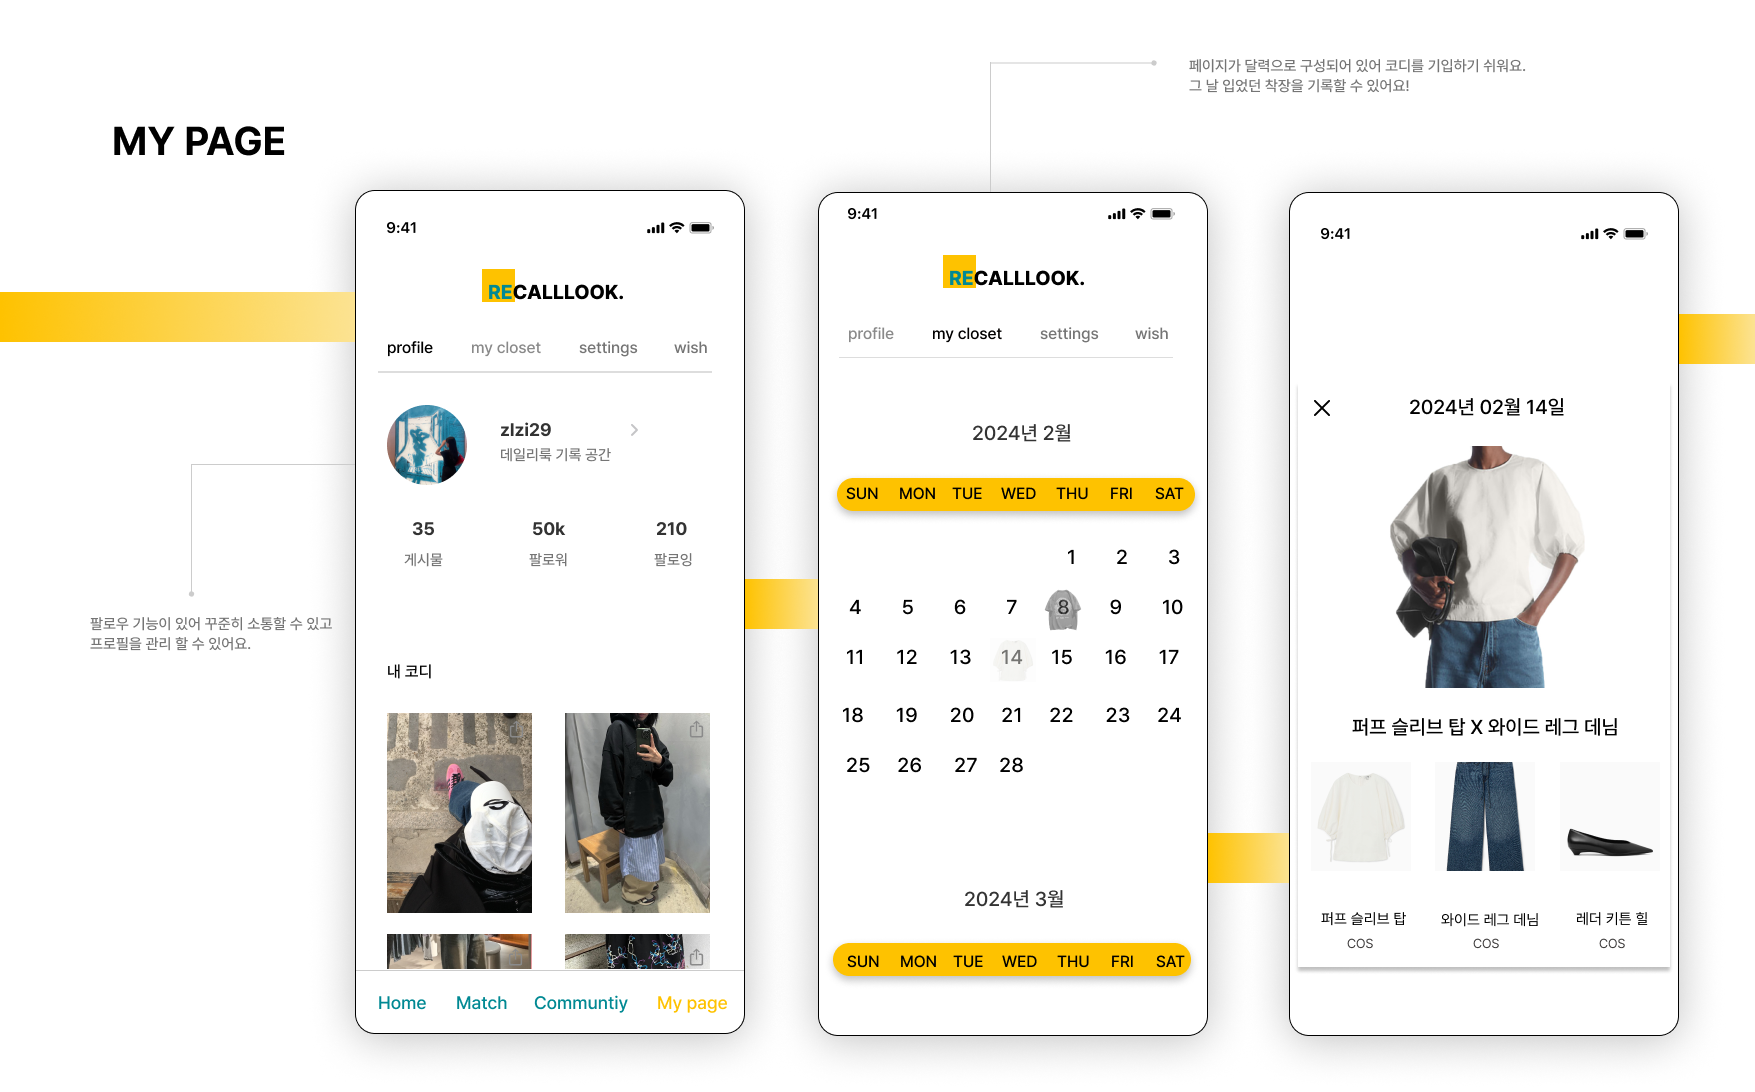 페이지가 달력으로 구성되어 있어 코디를 기입하기 쉬워요.
그 날 입었던 착장을 기록할 수 있어요!
MY PAGE
9:41
RECALLLOOK.
profile my closet settings wish
zlzi29
데일리룩 기록 공간
35 50k 210
게시물 팔로워 팔로잉
팔로우 기능이 있어 꾸준히 소통할 수 있고
프로필을 관리 할 수 있어요.
내 코디
Home Match Communtiy My page
9:41
RECALLLOOK.
profile my closet settings wish
2024년 2월
SUN MON TUE WED THU FRI SAT
1 2 3
4 5 6 7 8 9 10
11 12 13 14 15 16 17
18 19 20 21 22 23 24
25 26 27 28
2024년 3월
SUN MON TUE WED THU FRI SAT
9:41
2024년 02월 14일
퍼프 슬리브 탑 X 와이드 레그 데님
퍼프 슬리브 탑 와이드 레그 데님 레더 키튼 힐
COS COS COS